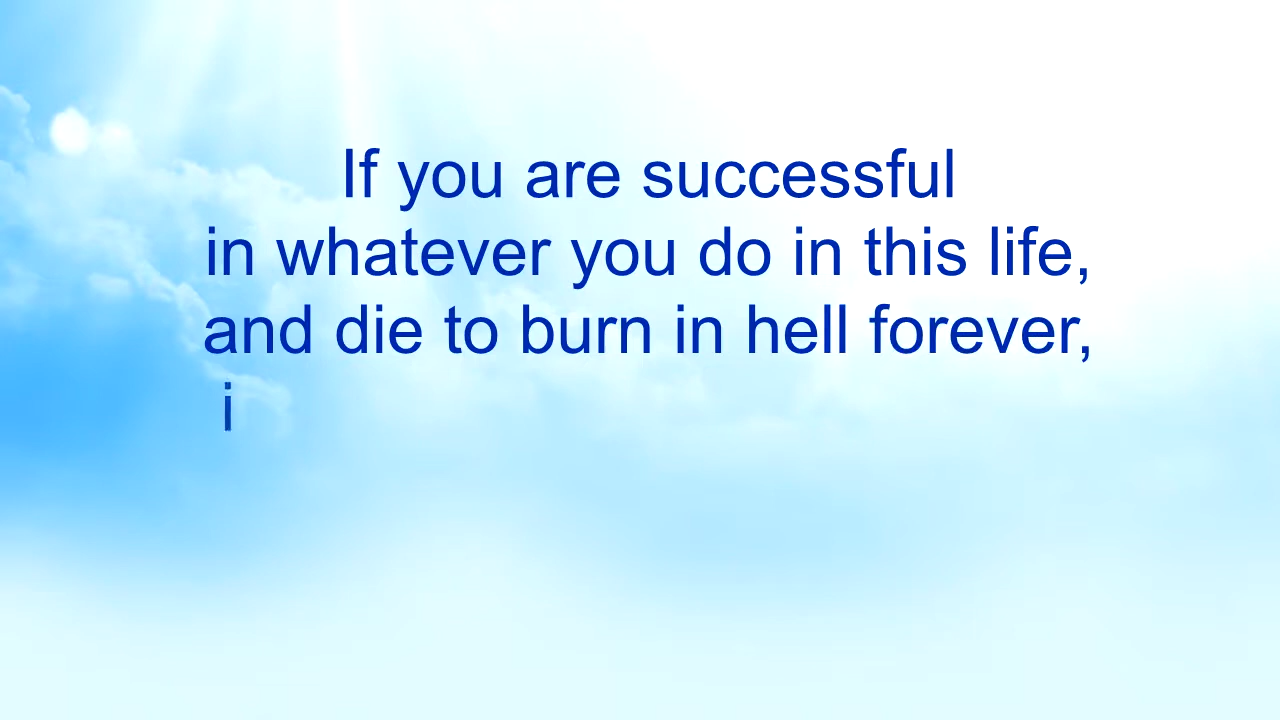 If you are successful
in whatever you do in this life,
and die to burn in hell forever,
i